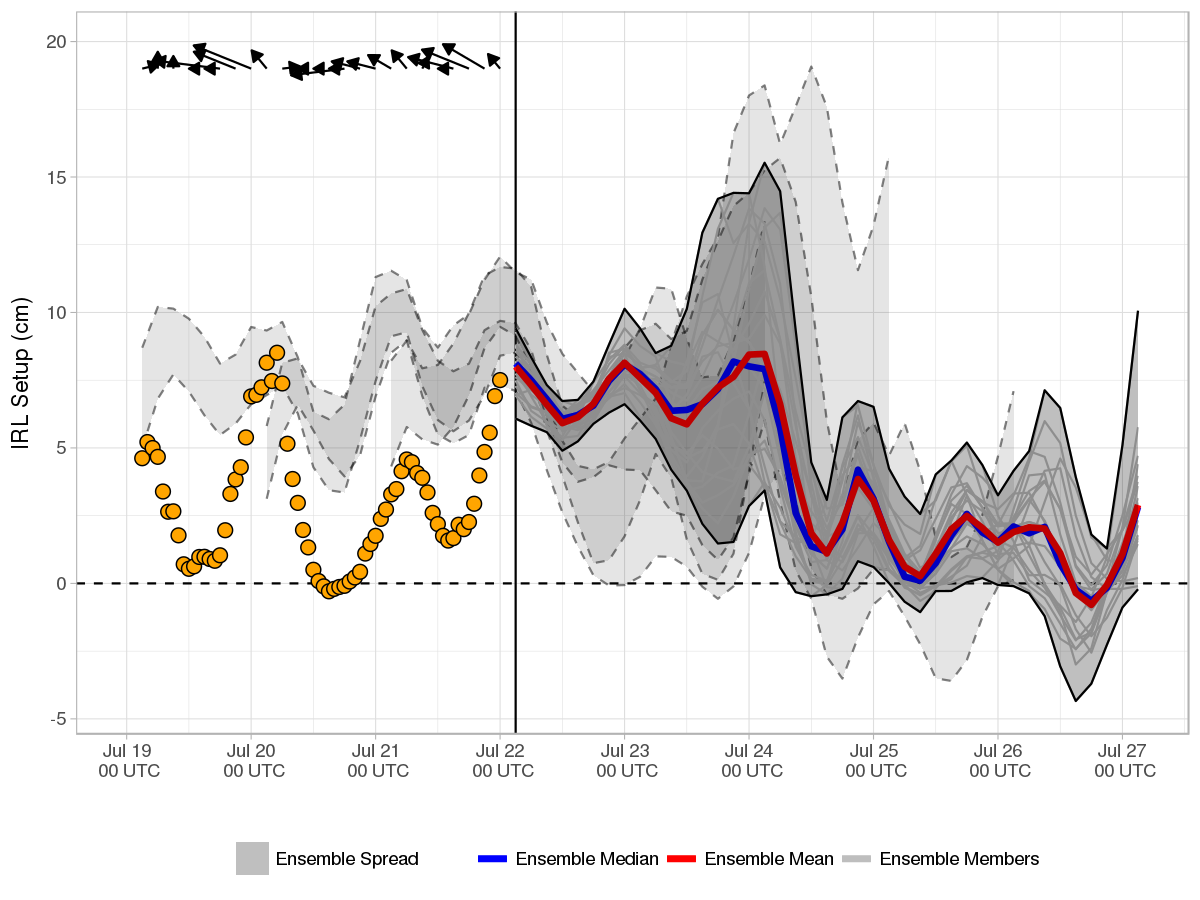 IRL Setup (cm)
20
15
10
5
0
-5
Jul 19 Jul 20 Jul 21 Jul 22 Jul 23 Jul 24 Jul 25 Jul 26 Jul 27
00 UTC 00 UTC 00 UTC 00 UTC 00 UTC 00 UTC 00 UTC 00 UTC 00 UTC
Ensemble Spread Ensemble Median Ensemble Mean Ensemble Members